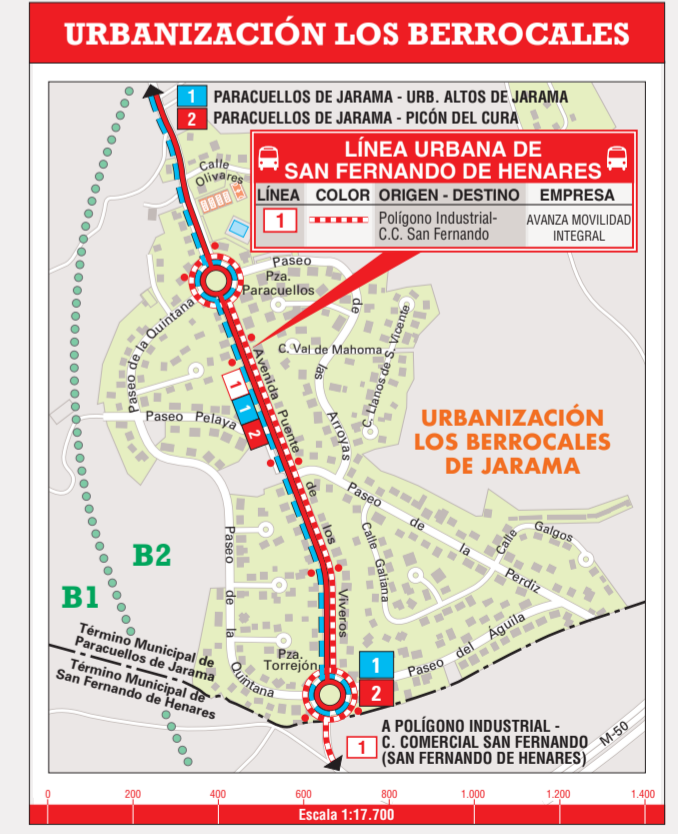 URBANIZACIÓN LOS BERROCALES
1 PARACUELLOS DE JARAMA - URB. ALTOS DE JARAMA
2 PARACUELLOS DE JARAMA - PICÓN DEL CURA
LÍNEA URBANA DE
SAN FERNANDO DE HENARES
LÍNEA COLOR ORIGEN - DESTINO EMPRESA
1 Polígono Industrial- AVANZA MOVILIDAD
C.C. San Fernando INTEGRAL
Calle
Olivares
Paseo de las Arroyas
Pza.
Paracuellos
Paseo de la Quintana
C. Val de Mahoma
C. Llanos de S. Vicente
Avenida Puente de los Viveros
1
1
2
Paseo Pelaya
URBANIZACIÓN
LOS BERROCALES
DE JARAMA
Paseo de la Perdiz
Calle Galiana
Calle Galgos
Paseo de la Quintana
B2
B1
Término Municipal de
Paracuellos de Jarama
Término Municipal de
San Fernando de Henares
Pza.
Torrejón
Paseo del Águila
1
2
A POLÍGONO INDUSTRIAL -
1 C. COMERCIAL SAN FERNANDO
(SAN FERNANDO DE HENARES)
M-50
0 200 400 600 800 1.000 1.200 1.400
Escala 1:17.700